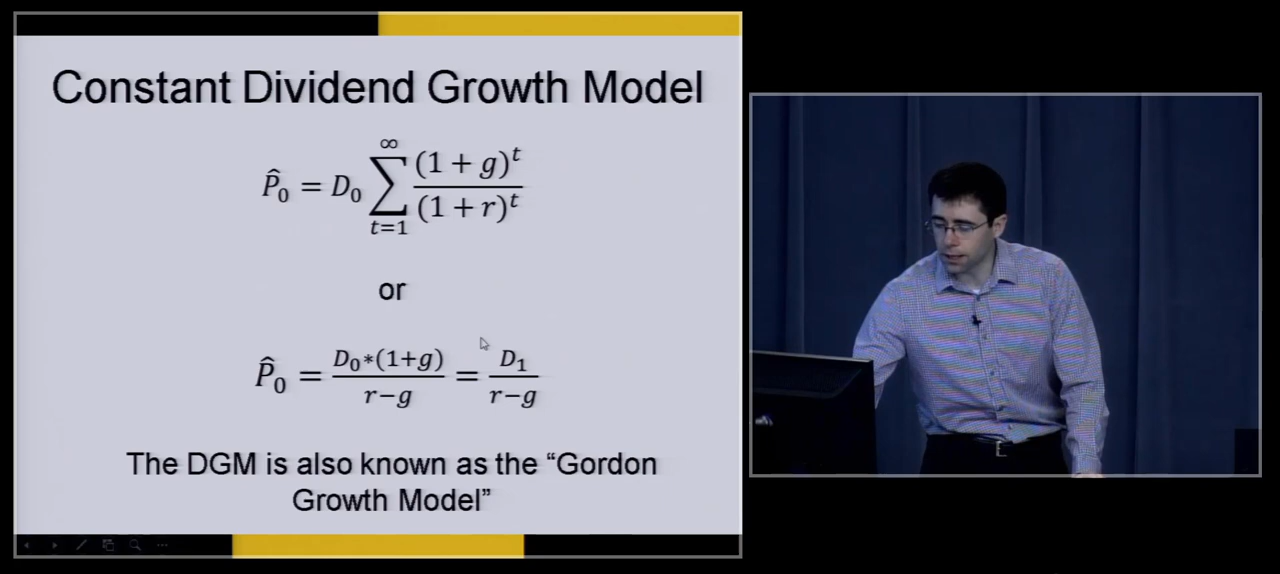 Constant Dividend Growth Model
P̂₀ = D₀ ∑_{t=1}^{∞} (1 + g)^t / (1 + r)^t
or
P̂₀ = D₀*(1+g) / r−g = D₁ / r−g
The DGM is also known as the “Gordon
Growth Model”